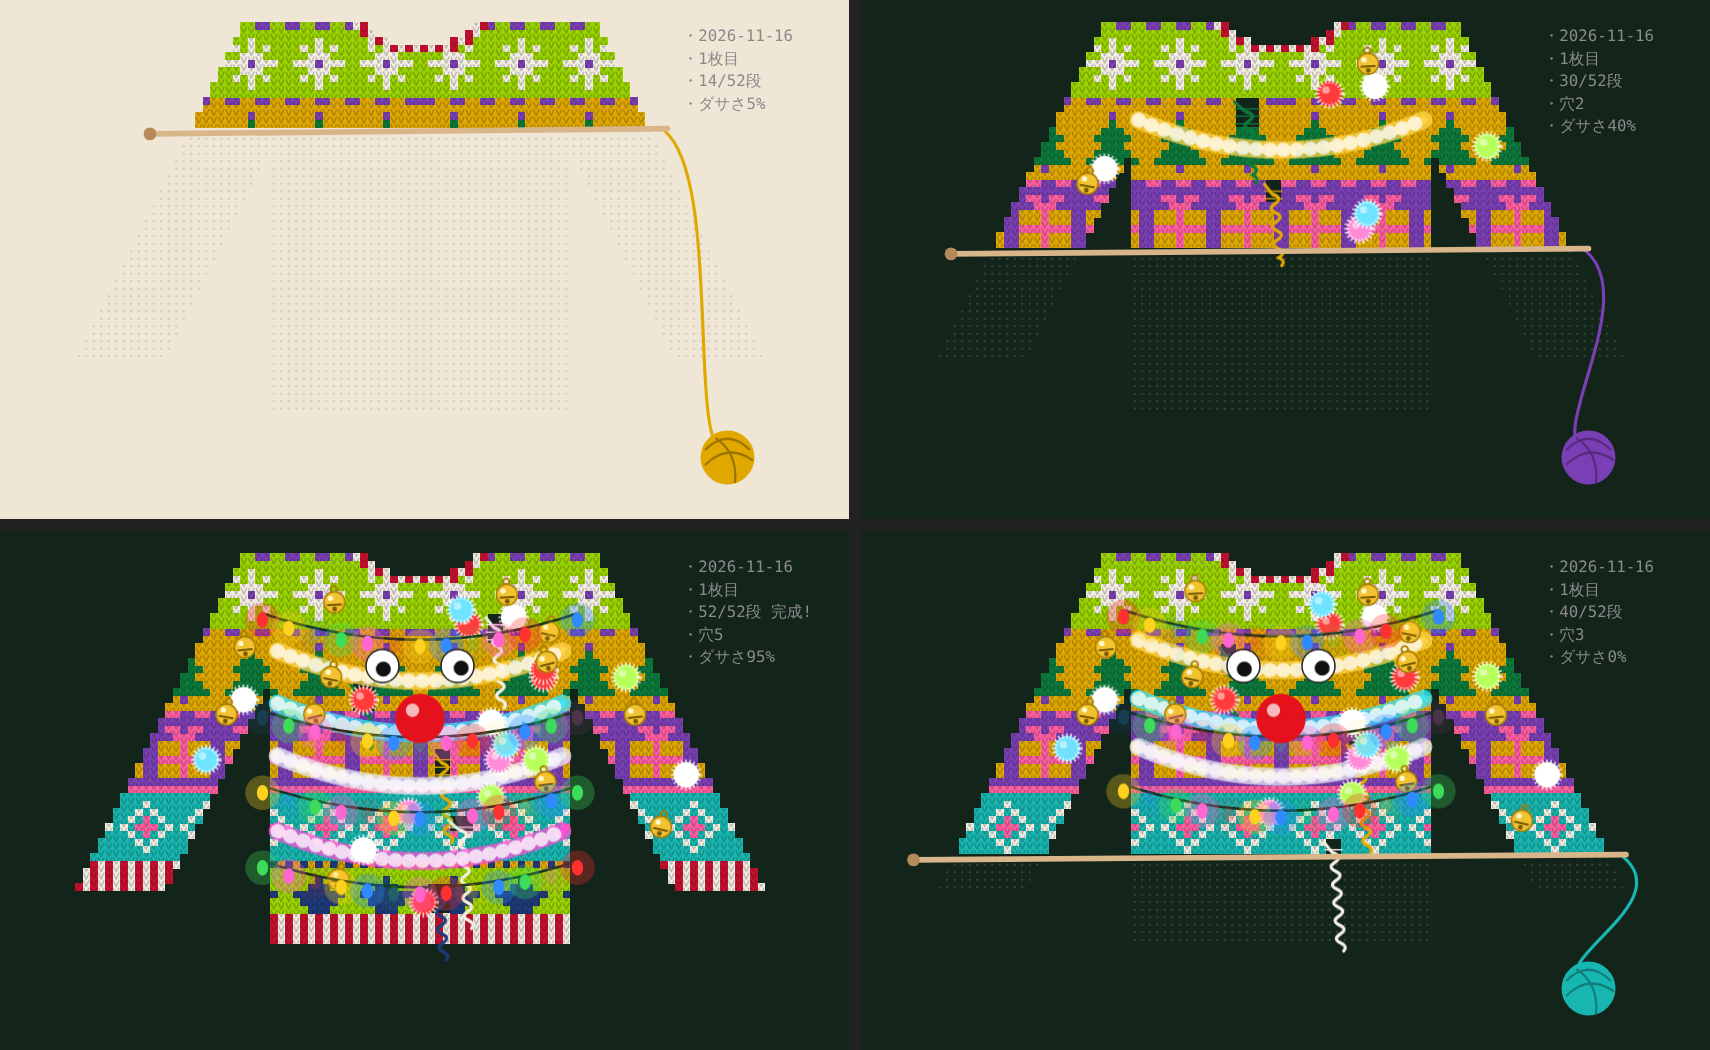 ・2026-11-16
・1枚目
・14/52段
・ダサさ5%
・2026-11-16
・1枚目
・30/52段
・穴2
・ダサさ40%
・2026-11-16
・1枚目
・52/52段 完成!
・穴5
・ダサさ95%
・2026-11-16
・1枚目
・40/52段
・穴3
・ダサさ0%